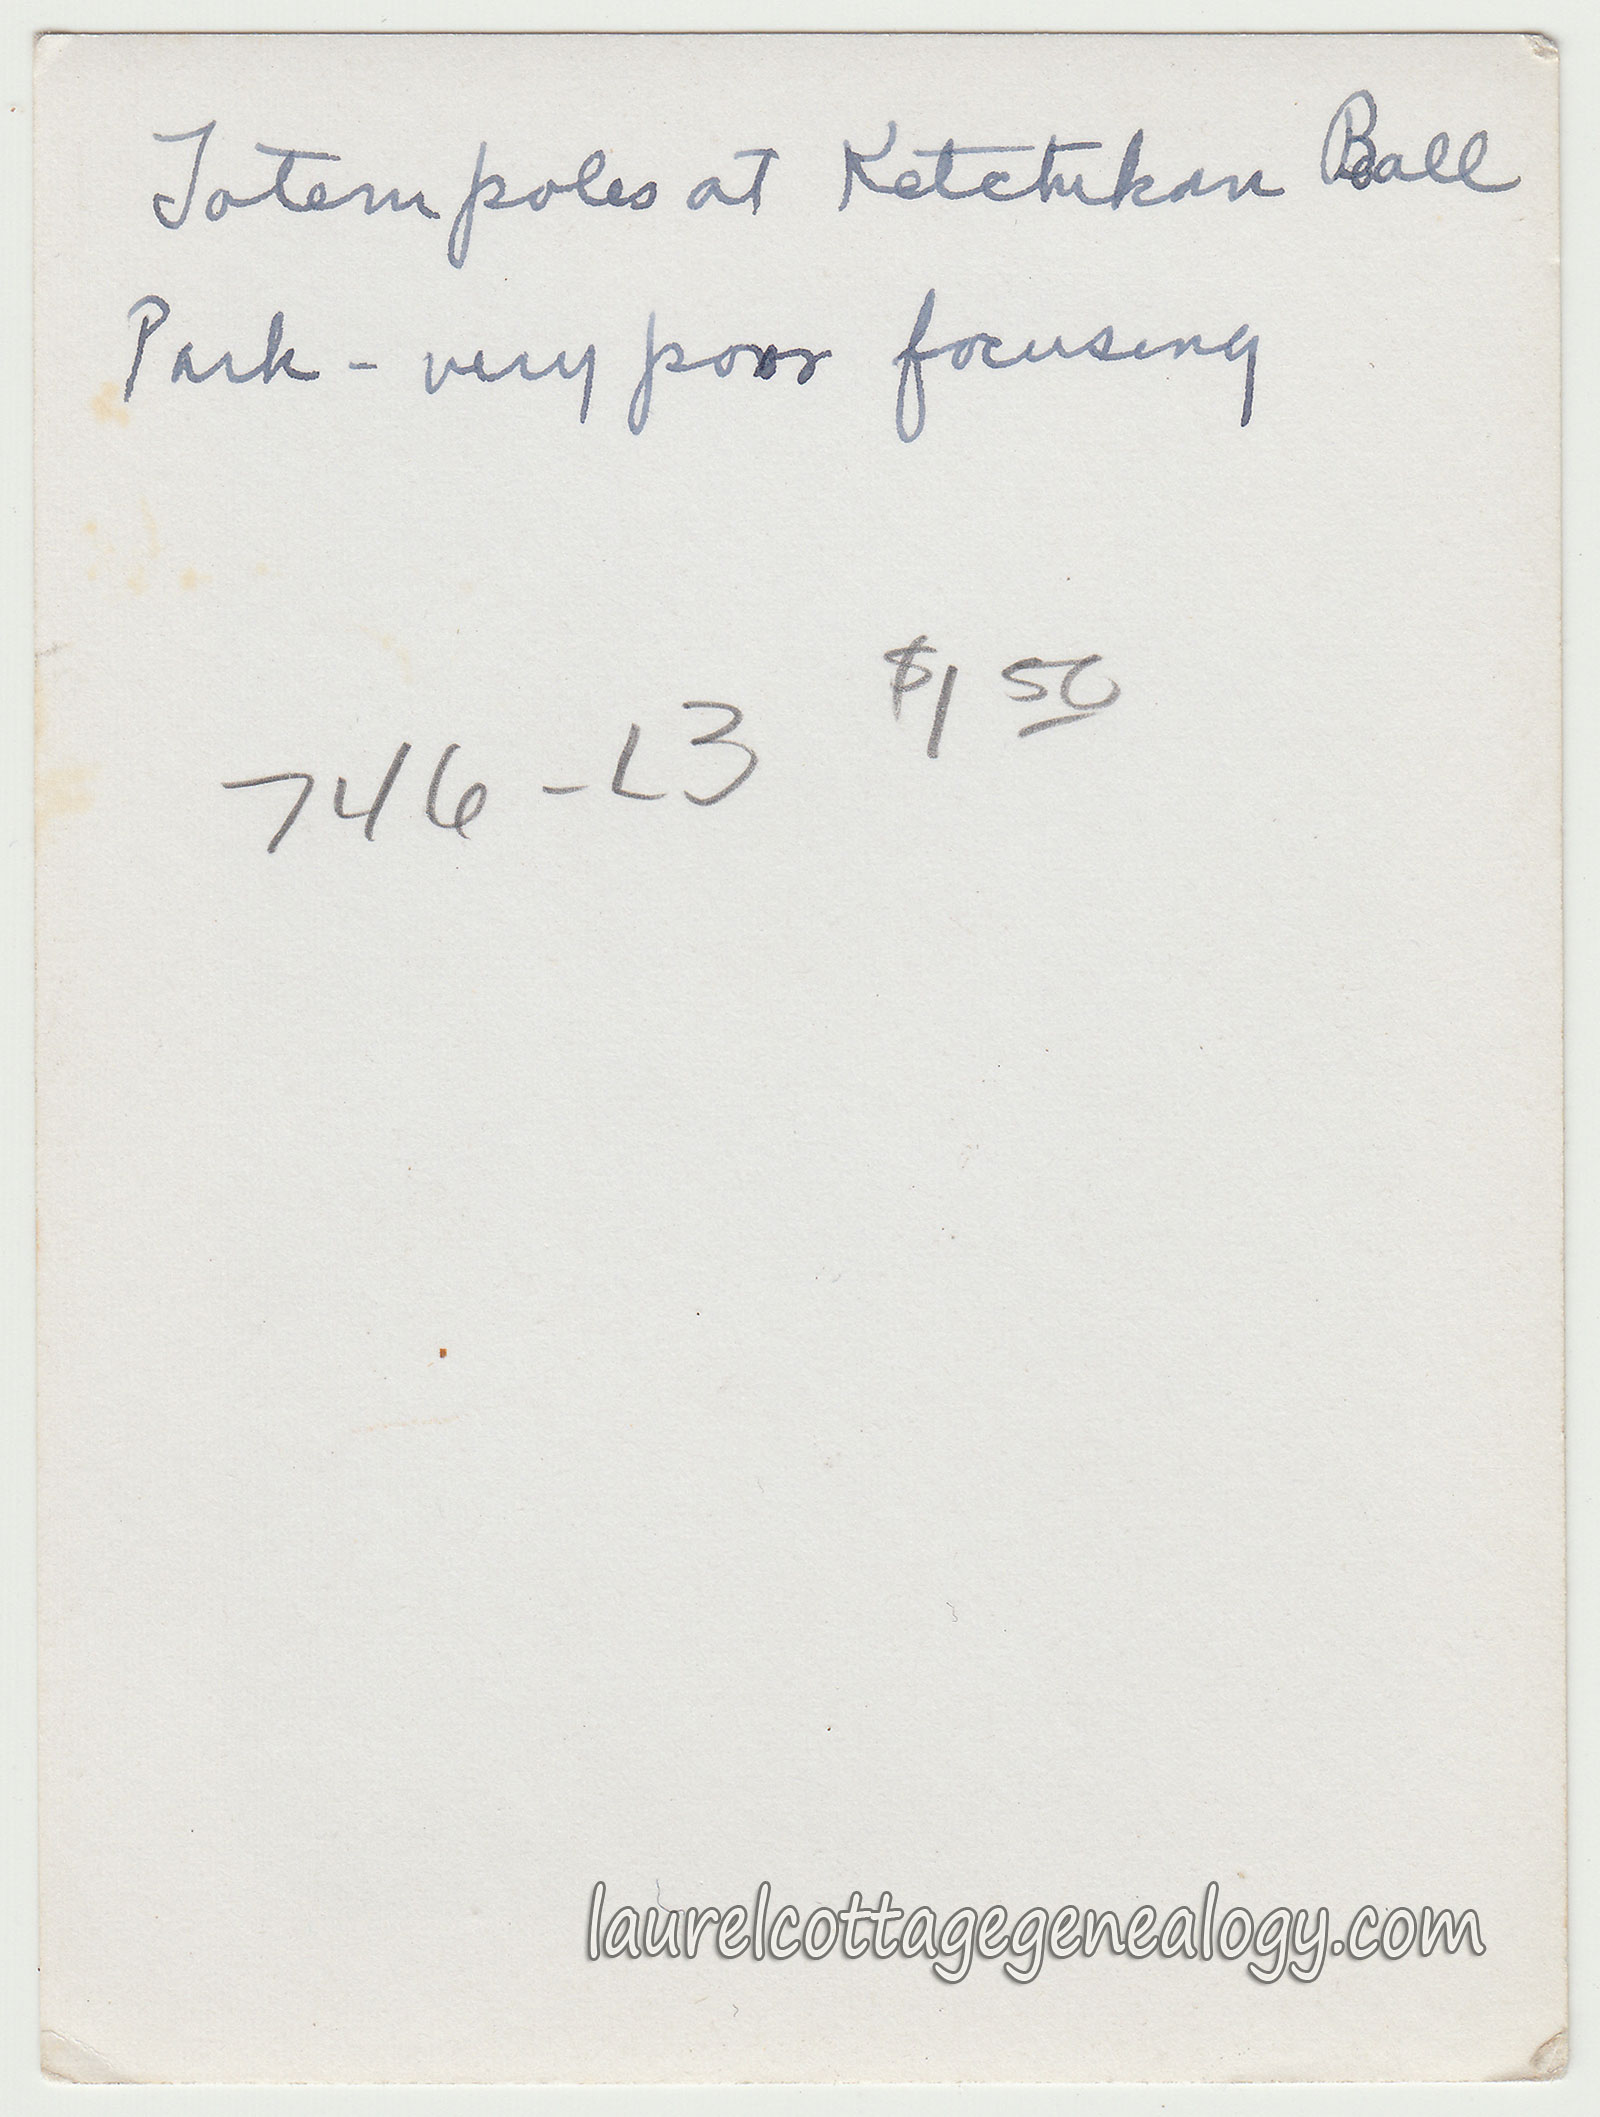 Totem poles at Ketchikan Ball
Park - very poor focusing
$1 50
746 - L3
laurelcottagegenealogy.com